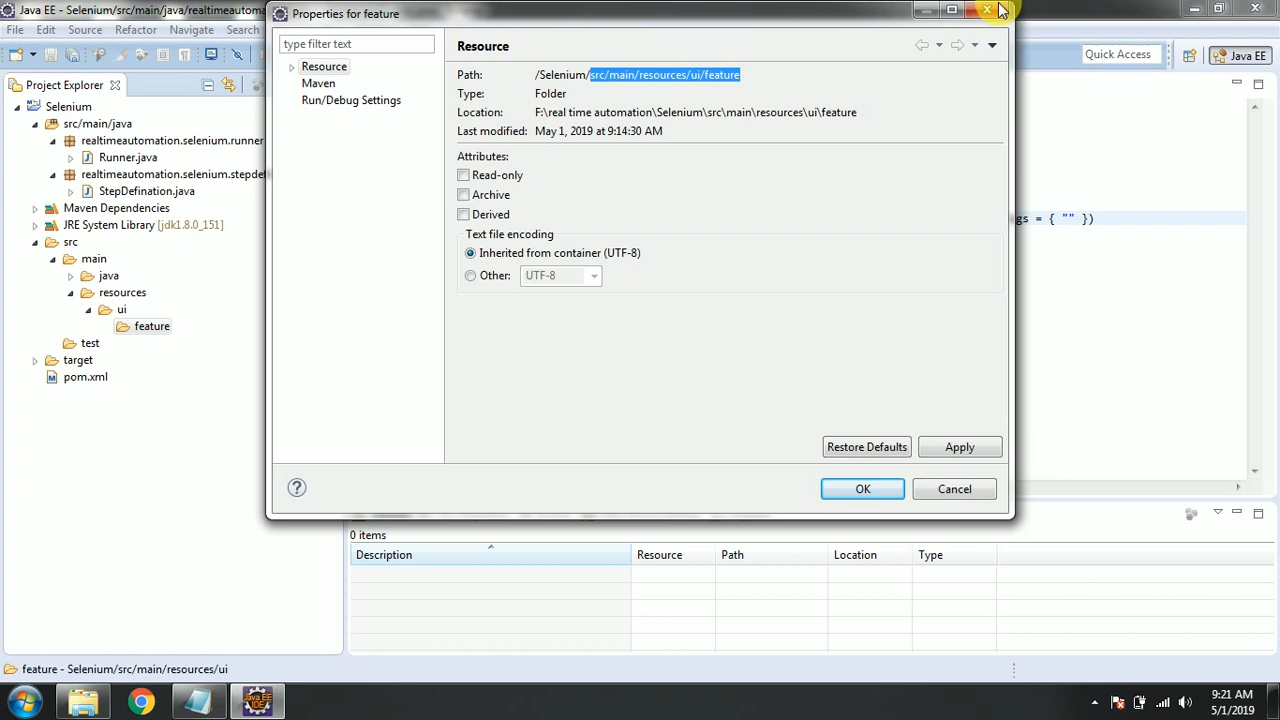 Java EE - Selenium/src/main/java/realtimeautoma
Properties for feature
File Edit Source Refactor Navigate Search
type filter text
Resource
Quick Access
Java EE
Project Explorer
Resource
Maven
Run/Debug Settings
Path: /Selenium/src/main/resources/ui/feature
Type: Folder
Location: F:\real time automation\Selenium\src\main\resources\ui\feature
Last modified: May 1, 2019 at 9:14:30 AM
Attributes:
Read-only
Archive
Derived
Text file encoding
Inherited from container (UTF-8)
Other: UTF-8
Restore Defaults Apply
? OK Cancel
Selenium
src/main/java
realtimeautomation.selenium.runner
Runner.java
realtimeautomation.selenium.stepdef
StepDefination.java
Maven Dependencies
JRE System Library [jdk1.8.0_151]
src
main
java
resources
ui
feature
test
target
pom.xml
gs = { "" })
0 items
Description Resource Path Location Type
feature - Selenium/src/main/resources/ui
Java EE
IDE
9:21 AM
5/1/2019